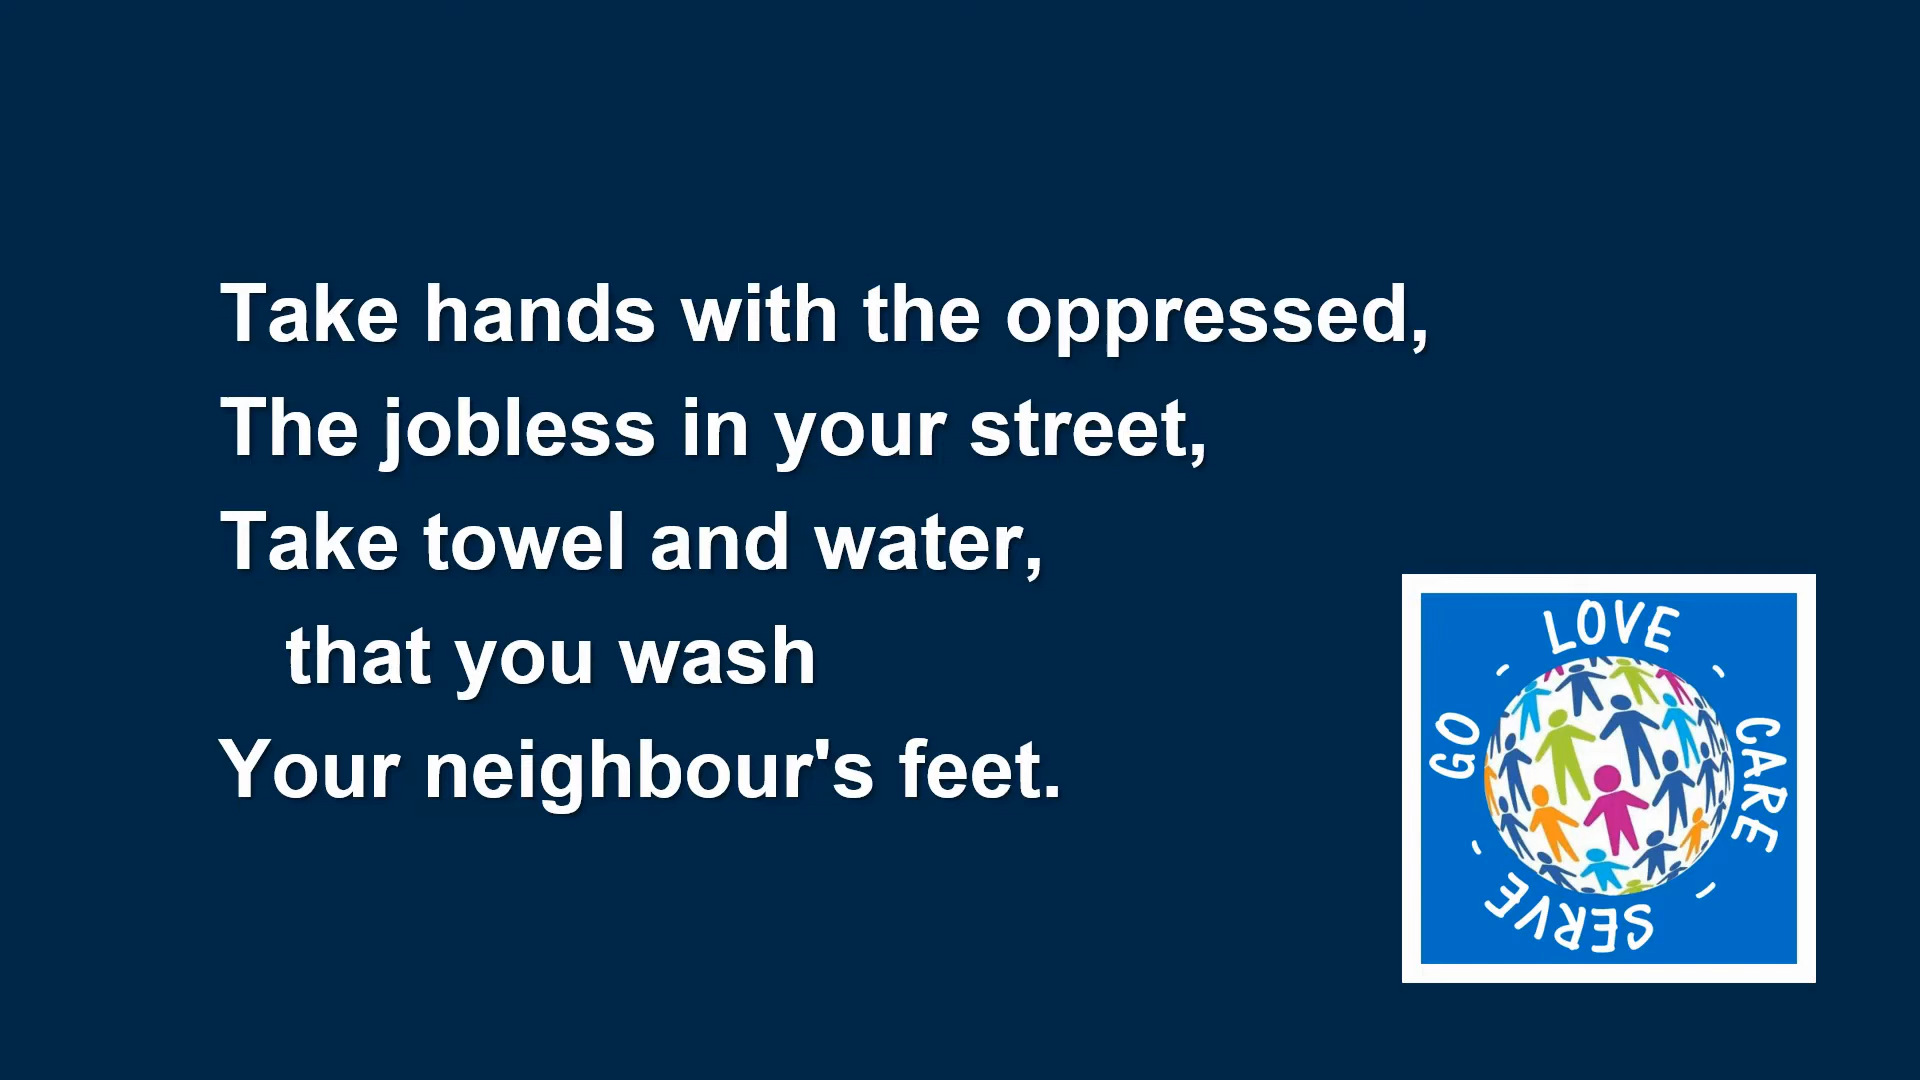 Take hands with the oppressed,
The jobless in your street,
Take towel and water,
that you wash
Your neighbour's feet.
LOVE
CARE
SERVE
GO